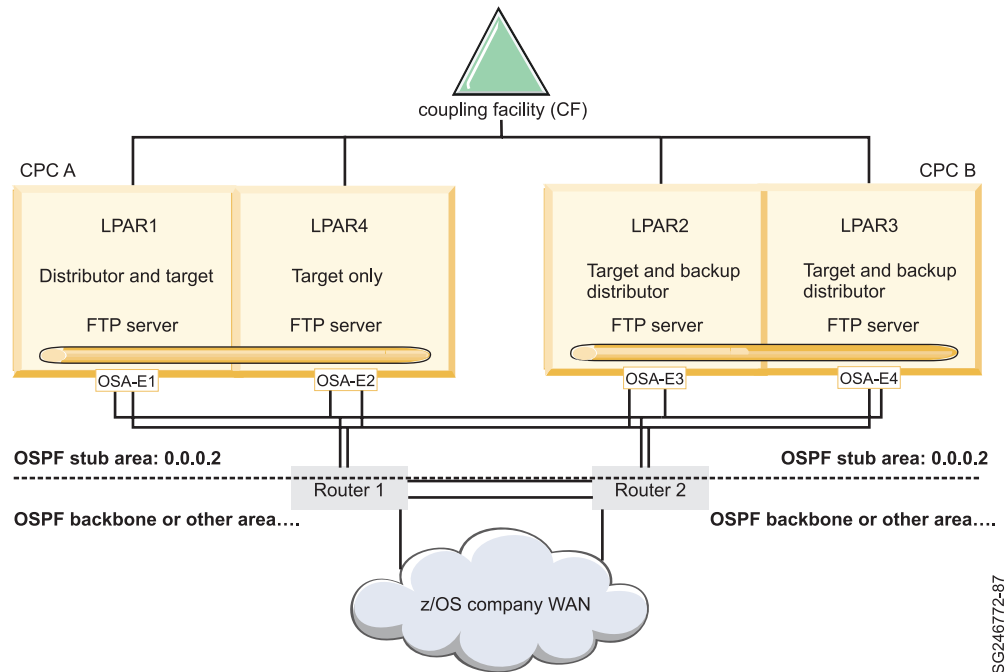 coupling facility (CF)
CPC A
CPC B
LPAR1
Distributor and target
FTP server
LPAR4
Target only
FTP server
LPAR2
Target and backup
distributor
FTP server
LPAR3
Target and backup
distributor
FTP server
OSA-E1
OSA-E2
OSA-E3
OSA-E4
OSPF stub area: 0.0.0.2
OSPF stub area: 0.0.0.2
Router 1
Router 2
OSPF backbone or other area....
OSPF backbone or other area....
z/OS company WAN
SG246772-87